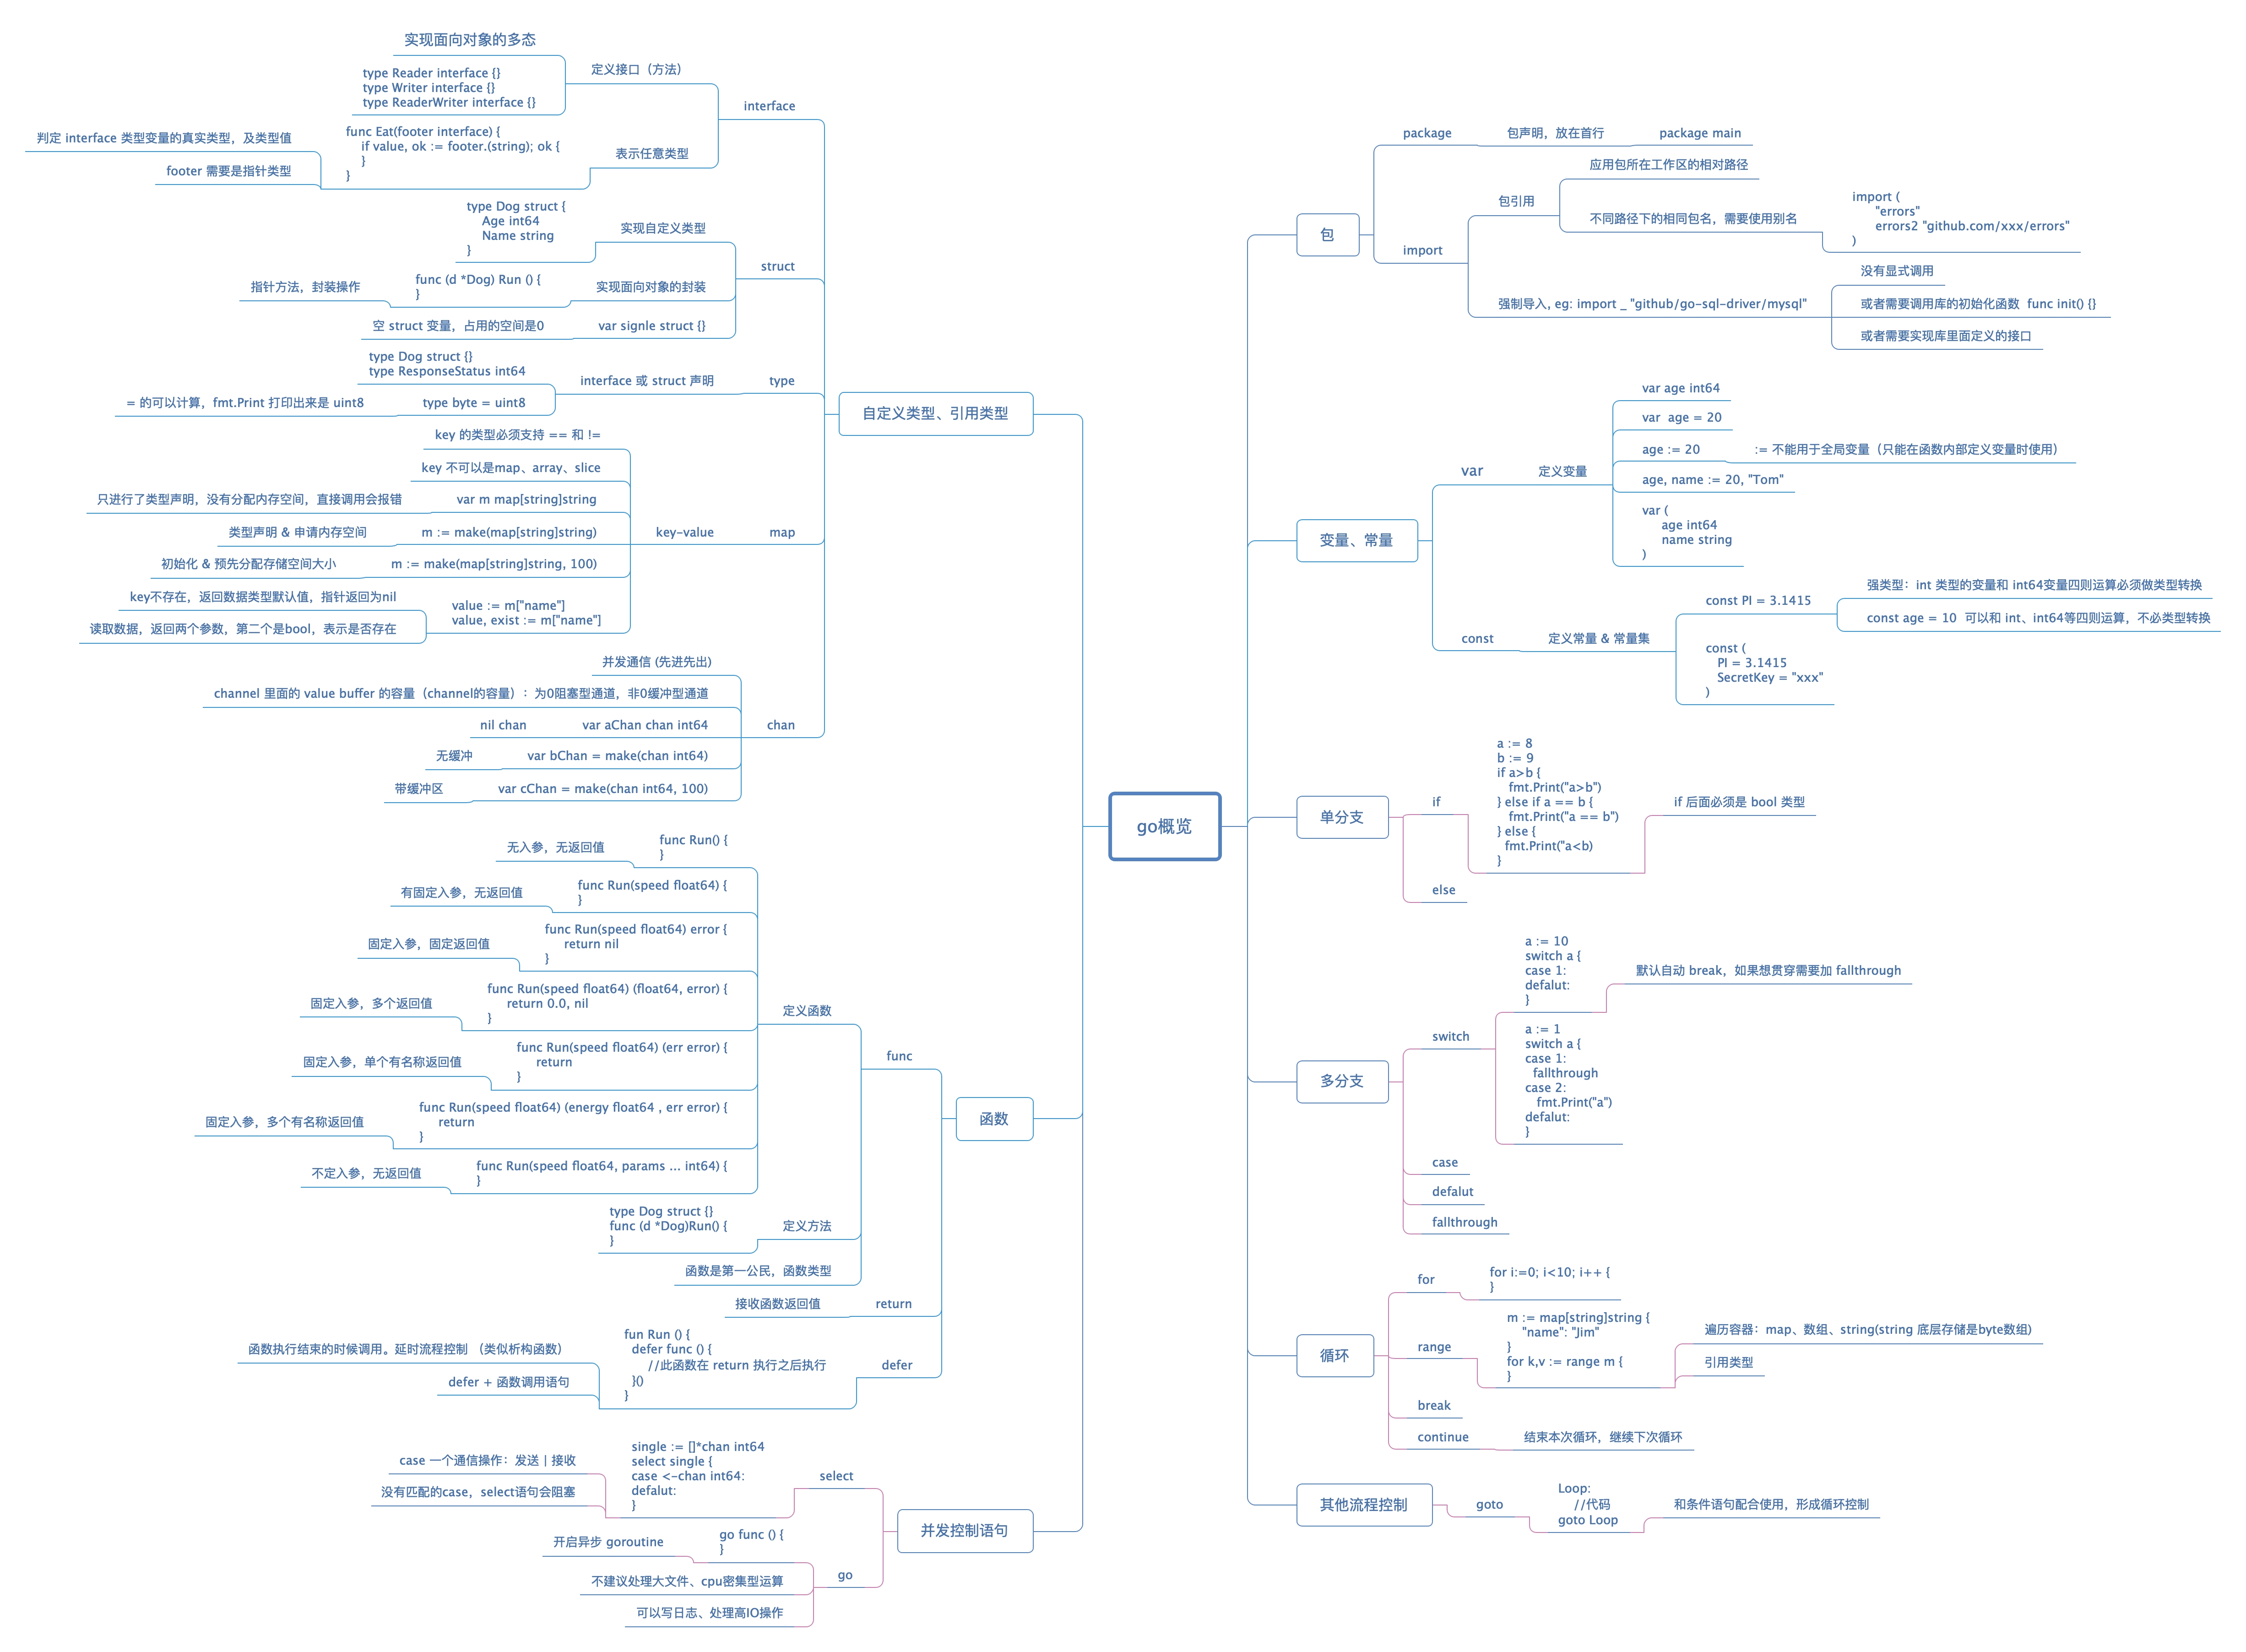 go概览
包
package
包声明，放在首行
package main
import
包引用
应用包所在工作区的相对路径
不同路径下的相同包名，需要使用别名
import (
"errors"
errors2 "github.com/xxx/errors"
)
强制导入, eg: import _ "github/go-sql-driver/mysql"
没有显式调用
或者需要调用库的初始化函数 func init() {}
或者需要实现库里面定义的接口
变量、常量
var
定义变量
var age int64
var age = 20
age := 20
:= 不能用于全局变量（只能在函数内部定义变量时使用）
age, name := 20, "Tom"
var (
age int64
name string
)
const
定义常量 & 常量集
const PI = 3.1415
强类型：int 类型的变量和 int64变量四则运算必须做类型转换
const age = 10 可以和 int、int64等四则运算，不必类型转换
const (
PI = 3.1415
SecretKey = "xxx"
)
单分支
if
a := 8
b := 9
if a>b {
fmt.Print("a>b")
} else if a == b {
fmt.Print("a == b")
} else {
fmt.Print("a<b)
}
if 后面必须是 bool 类型
else
多分支
switch
a := 10
switch a {
case 1:
defalut:
}
默认自动 break，如果想贯穿需要加 fallthrough
a := 1
switch a {
case 1:
fallthrough
case 2:
fmt.Print("a")
defalut:
}
case
defalut
fallthrough
循环
for
for i:=0; i<10; i++ {
}
range
m := map[string]string {
"name": "Jim"
}
for k,v := range m {
}
遍历容器：map、数组、string(string 底层存储是byte数组)
引用类型
break
continue
结束本次循环，继续下次循环
其他流程控制
goto
Loop:
//代码
goto Loop
和条件语句配合使用，形成循环控制
自定义类型、引用类型
interface
定义接口（方法）
实现面向对象的多态
type Reader interface {}
type Writer interface {}
type ReaderWriter interface {}
表示任意类型
func Eat(footer interface) {
if value, ok := footer.(string); ok {
}
}
判定 interface 类型变量的真实类型，及类型值
footer 需要是指针类型
struct
实现自定义类型
type Dog struct {
Age int64
Name string
}
实现面向对象的封装
func (d *Dog) Run () {
}
指针方法，封装操作
var signle struct {}
空 struct 变量，占用的空间是0
type
interface 或 struct 声明
type Dog struct {}
type ResponseStatus int64
type byte = uint8
= 的可以计算，fmt.Print 打印出来是 uint8
map
key-value
key 的类型必须支持 == 和 !=
key 不可以是map、array、slice
var m map[string]string
只进行了类型声明，没有分配内存空间，直接调用会报错
m := make(map[string]string)
类型声明 & 申请内存空间
m := make(map[string]string, 100)
初始化 & 预先分配存储空间大小
value := m["name"]
value, exist := m["name"]
key不存在，返回数据类型默认值，指针返回为nil
读取数据，返回两个参数，第二个是bool，表示是否存在
chan
并发通信 (先进先出)
channel 里面的 value buffer 的容量（channel的容量）：为0阻塞型通道，非0缓冲型通道
var aChan chan int64
nil chan
var bChan = make(chan int64)
无缓冲
var cChan = make(chan int64, 100)
带缓冲区
函数
func
定义函数
func Run() {
}
无入参，无返回值
func Run(speed float64) {
}
有固定入参，无返回值
func Run(speed float64) error {
return nil
}
固定入参，固定返回值
func Run(speed float64) (float64, error) {
return 0.0, nil
}
固定入参，多个返回值
func Run(speed float64) (err error) {
return
}
固定入参，单个有名称返回值
func Run(speed float64) (energy float64 , err error) {
return
}
固定入参，多个有名称返回值
func Run(speed float64, params ... int64) {
}
不定入参，无返回值
定义方法
type Dog struct {}
func (d *Dog)Run() {
}
函数是第一公民，函数类型
return
接收函数返回值
defer
fun Run () {
defer func () {
//此函数在 return 执行之后执行
}()
}
函数执行结束的时候调用。延时流程控制 （类似析构函数）
defer + 函数调用语句
并发控制语句
select
single := []*chan int64
select single {
case <-chan int64:
defalut:
}
case 一个通信操作：发送 | 接收
没有匹配的case，select语句会阻塞
go
go func () {
}
开启异步 goroutine
不建议处理大文件、cpu密集型运算
可以写日志、处理高IO操作